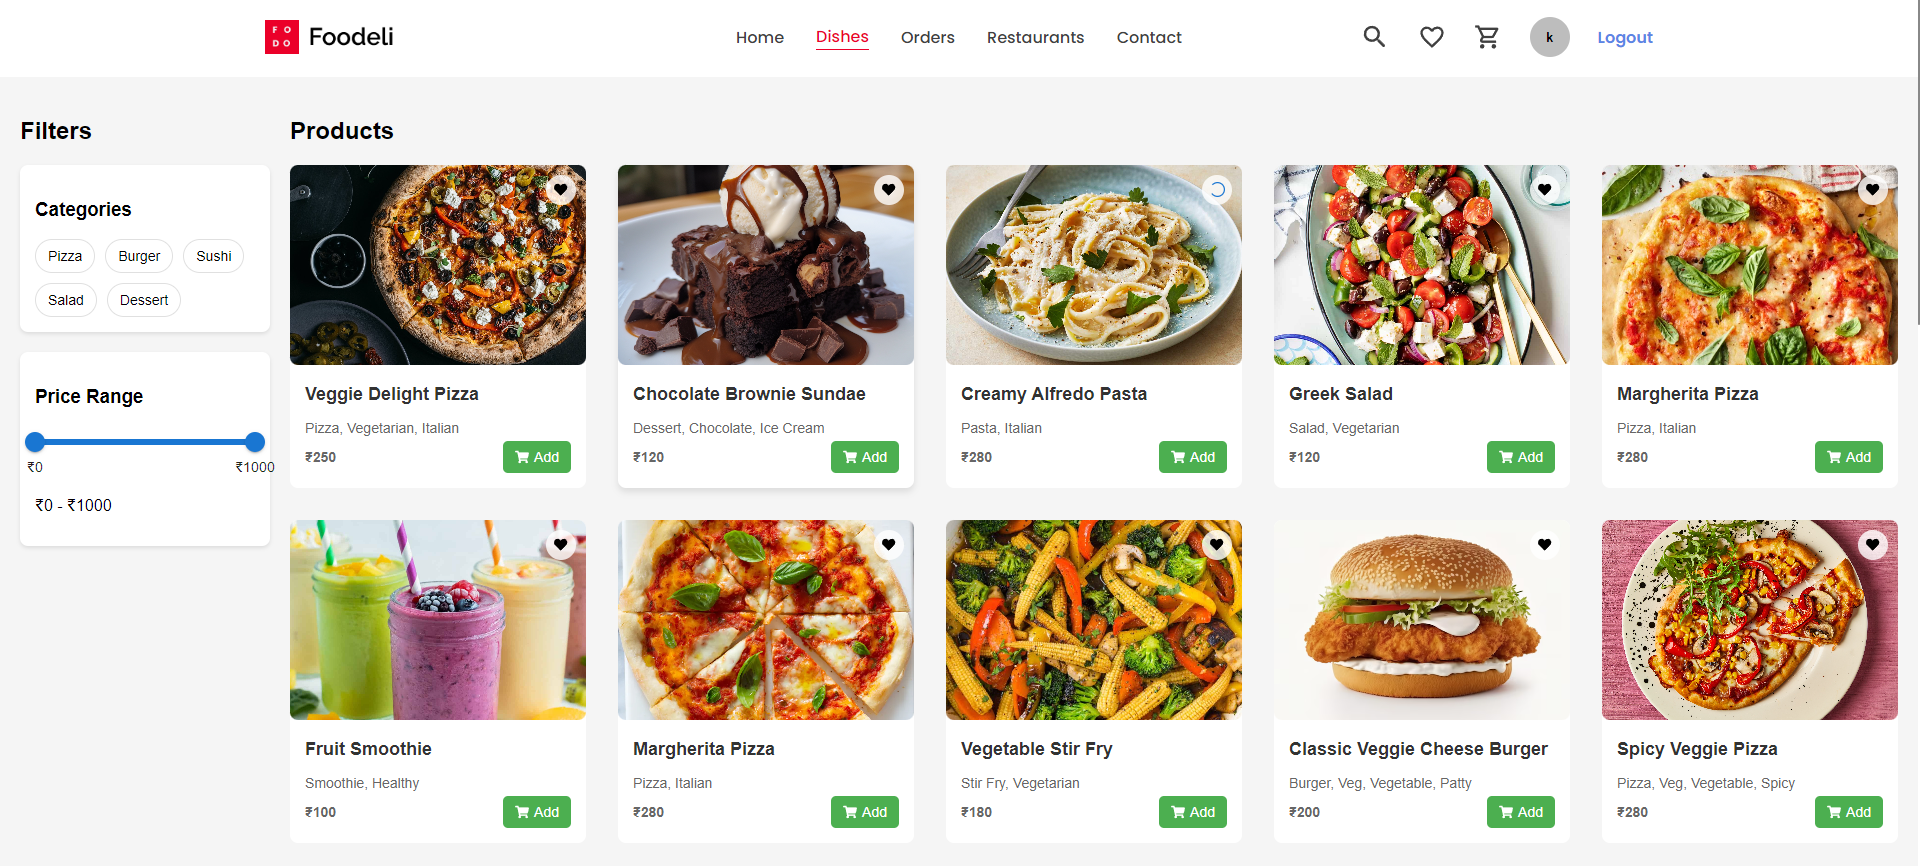 FO
DO
Foodeli
Home Dishes Orders Restaurants Contact
k
Logout
Filters
Categories
Pizza Burger Sushi
Salad Dessert
Price Range
₹0 ₹1000
₹0 - ₹1000
Products
Veggie Delight Pizza
Pizza, Vegetarian, Italian
₹250 Add
Chocolate Brownie Sundae
Dessert, Chocolate, Ice Cream
₹120 Add
Creamy Alfredo Pasta
Pasta, Italian
₹280 Add
Greek Salad
Salad, Vegetarian
₹120 Add
Margherita Pizza
Pizza, Italian
₹280 Add
Fruit Smoothie
Smoothie, Healthy
₹100 Add
Margherita Pizza
Pizza, Italian
₹280 Add
Vegetable Stir Fry
Stir Fry, Vegetarian
₹180 Add
Classic Veggie Cheese Burger
Burger, Veg, Vegetable, Patty
₹200 Add
Spicy Veggie Pizza
Pizza, Veg, Vegetable, Spicy
₹280 Add